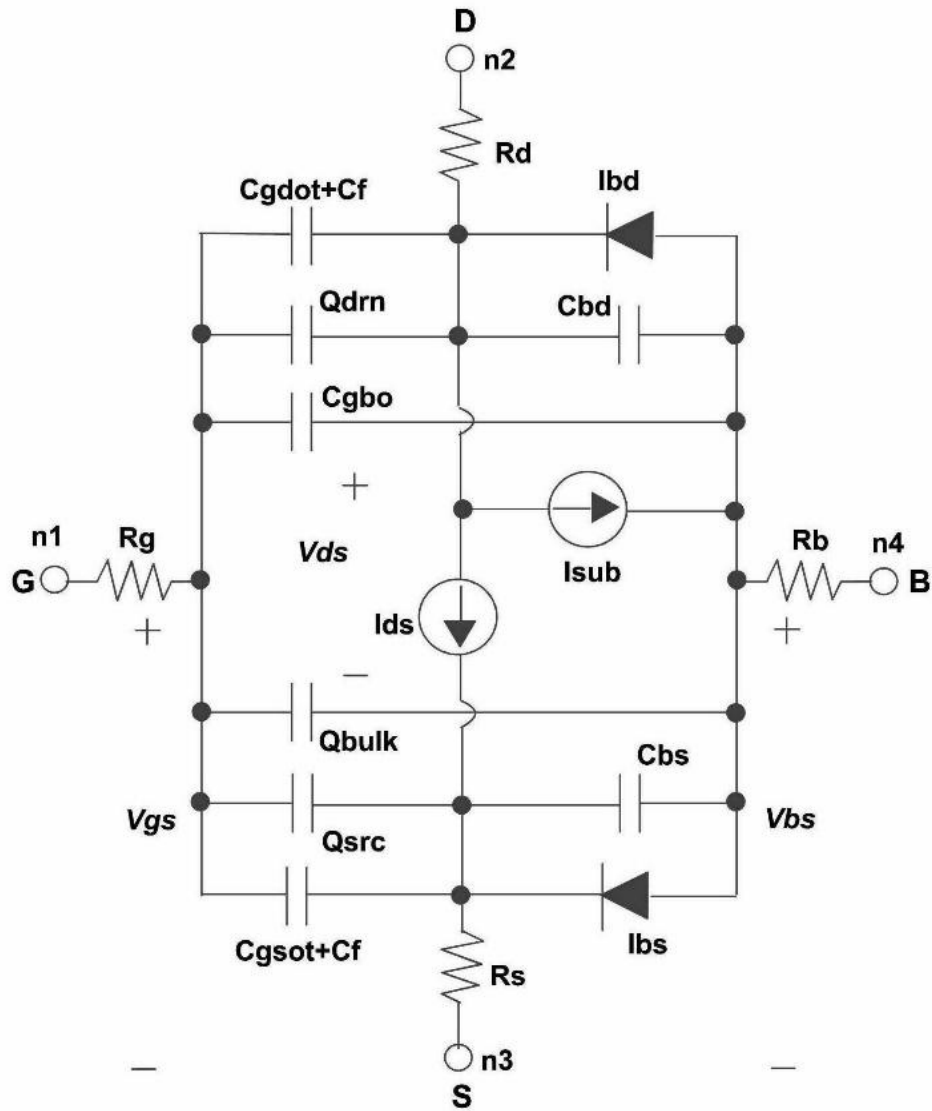 D
n2
Rd
Cgdot+Cf
Ibd
Qdrn
Cbd
Cgbo
+
Vds
n1
Rg
G
+
Isub
Rb
n4
B
+
Ids
−
Qbulk
Cbs
Vgs
Vbs
Qsrc
Cgsot+Cf
Ibs
Rs
−
n3
−
S